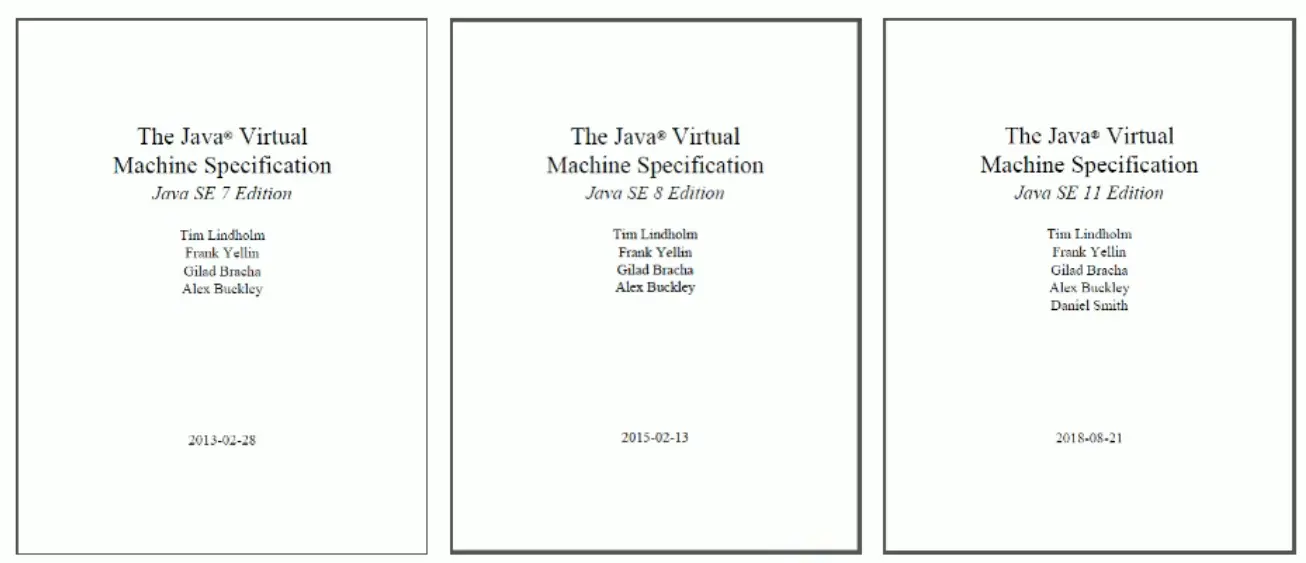 The Java® Virtual
Machine Specification
Java SE 7 Edition
Tim Lindholm
Frank Yellin
Gilad Bracha
Alex Buckley
2013-02-28
The Java® Virtual
Machine Specification
Java SE 8 Edition
Tim Lindholm
Frank Yellin
Gilad Bracha
Alex Buckley
2015-02-13
The Java® Virtual
Machine Specification
Java SE 11 Edition
Tim Lindholm
Frank Yellin
Gilad Bracha
Alex Buckley
Daniel Smith
2018-08-21